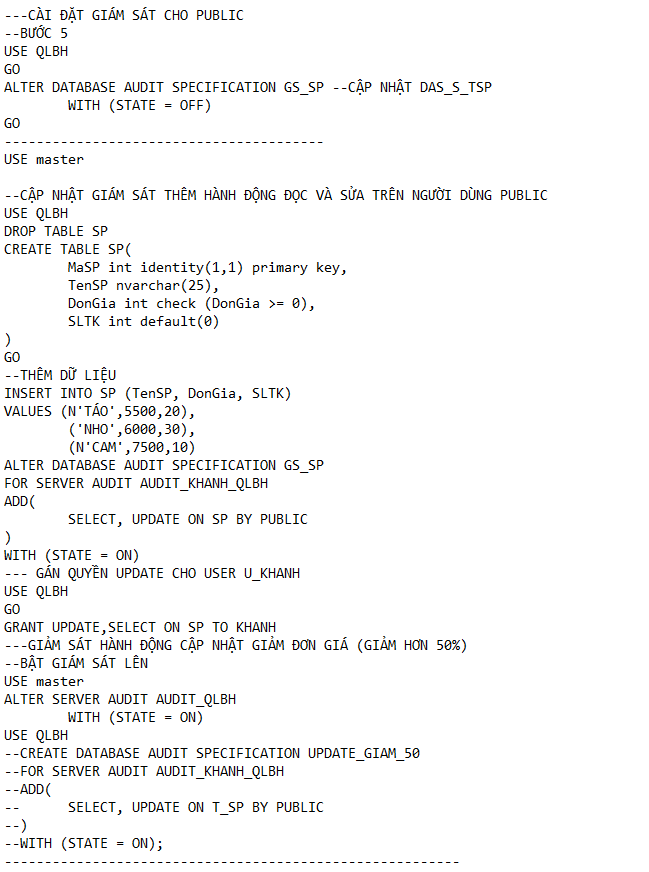 ---CÀI ĐẶT GIÁM SÁT CHO PUBLIC
--BƯỚC 5
USE QLBH
GO
ALTER DATABASE AUDIT SPECIFICATION GS_SP --CẬP NHẬT DAS_S_TSP
        WITH (STATE = OFF)
GO
----------------------------------------
USE master

--CẬP NHẬT GIÁM SÁT THÊM HÀNH ĐỘNG ĐỌC VÀ SỬA TRÊN NGƯỜI DÙNG PUBLIC
USE QLBH
DROP TABLE SP
CREATE TABLE SP(
        MaSP int identity(1,1) primary key,
        TenSP nvarchar(25),
        DonGia int check (DonGia >= 0),
        SLTK int default(0)
)
GO
--THÊM DỮ LIỆU
INSERT INTO SP (TenSP, DonGia, SLTK)
VALUES (N'TÁO',5500,20),
        ('NHO',6000,30),
        (N'CAM',7500,10)
ALTER DATABASE AUDIT SPECIFICATION GS_SP
FOR SERVER AUDIT AUDIT_KHANH_QLBH
ADD(
        SELECT, UPDATE ON SP BY PUBLIC
)
WITH (STATE = ON)
--- GÁN QUYỀN UPDATE CHO USER U_KHANH
USE QLBH
GO
GRANT UPDATE,SELECT ON SP TO KHANH
---GIẢM SÁT HÀNH ĐỘNG CẬP NHẬT GIẢM ĐƠN GIÁ (GIẢM HƠN 50%)
--BẬT GIÁM SÁT LÊN
USE master
ALTER SERVER AUDIT AUDIT_QLBH
        WITH (STATE = ON)
USE QLBH
--CREATE DATABASE AUDIT SPECIFICATION UPDATE_GIAM_50
--FOR SERVER AUDIT AUDIT_KHANH_QLBH
--ADD(
--      SELECT, UPDATE ON T_SP BY PUBLIC
--)
--WITH (STATE = ON);
---------------------------------------------------------